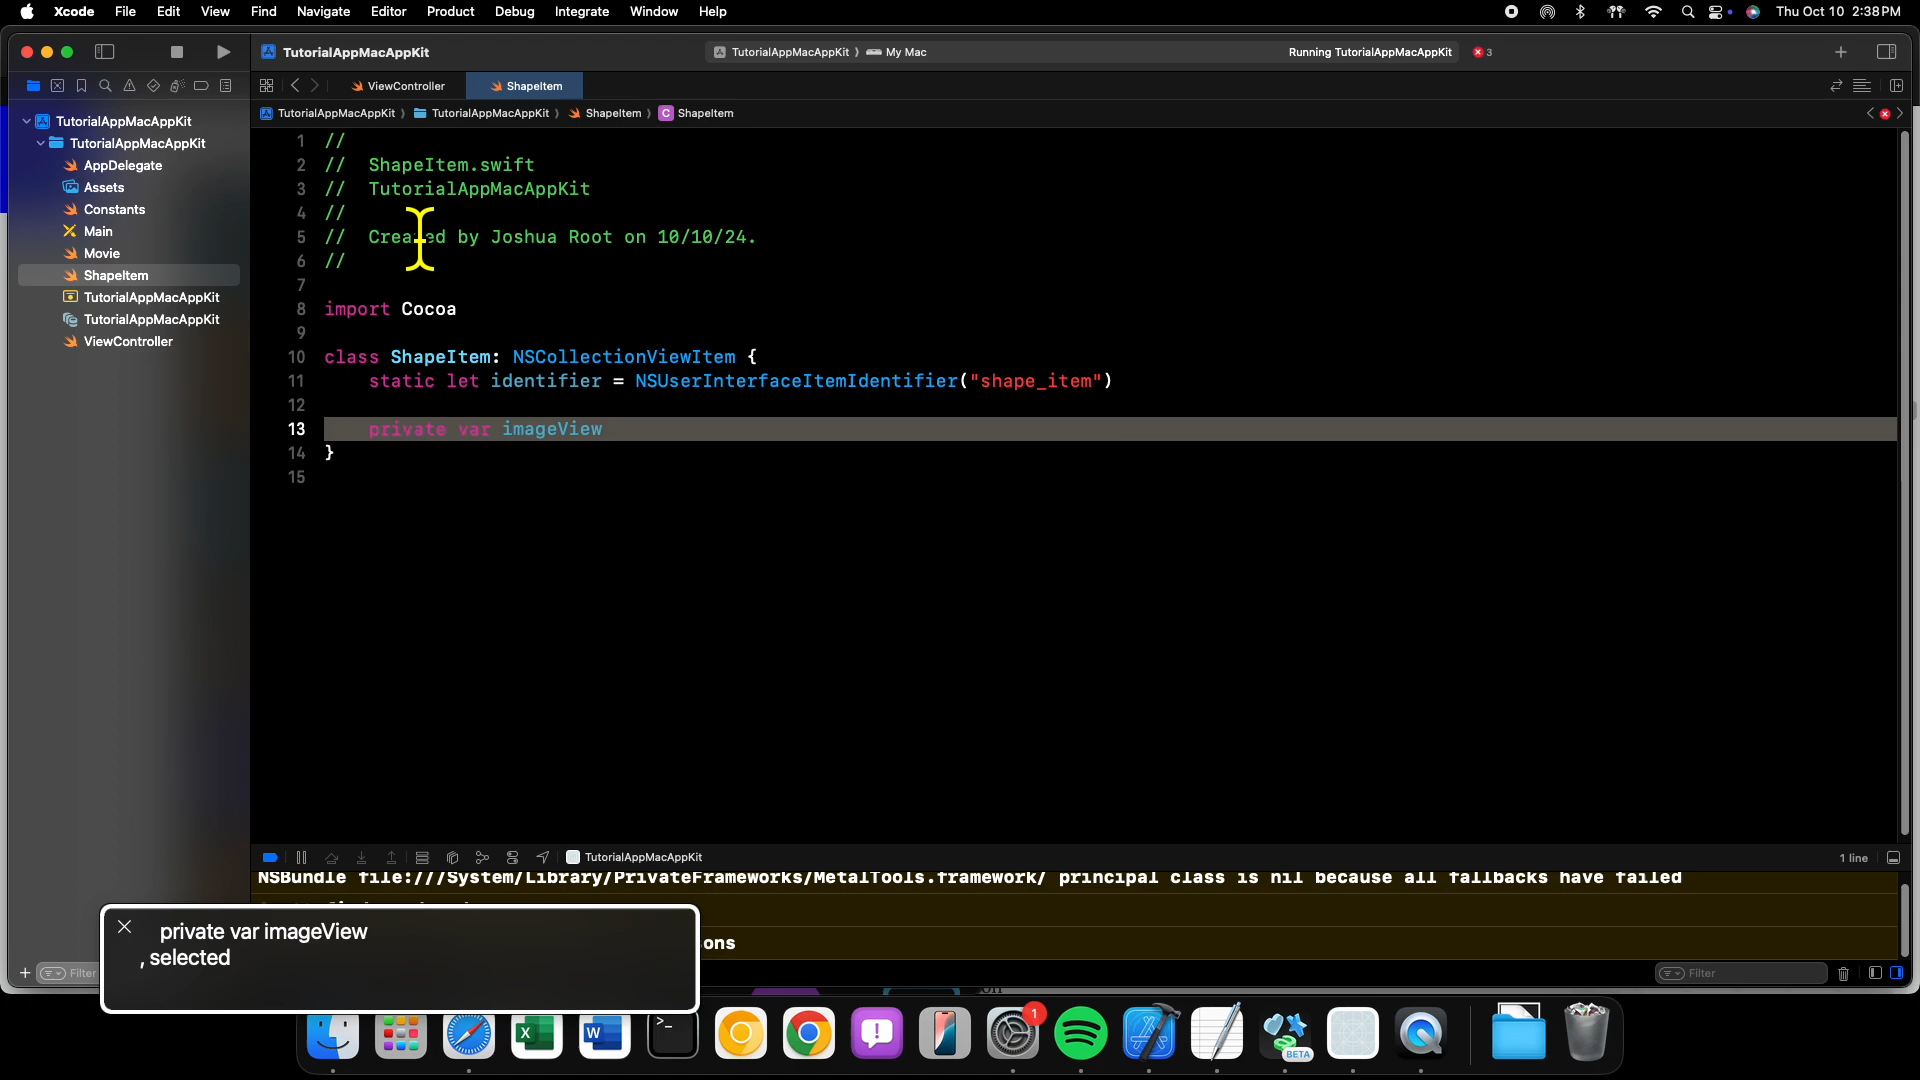 Xcode File Edit View Find Navigate Editor Product Debug Integrate Window Help Thu Oct 10 2:38 PM
TutorialAppMacAppKit TutorialAppMacAppKit ⟩ My Mac Running TutorialAppMacAppKit 3
ViewController ShapeItem
TutorialAppMacAppKit ⟩ TutorialAppMacAppKit ⟩ ShapeItem ⟩ C ShapeItem
TutorialAppMacAppKit
TutorialAppMacAppKit
AppDelegate
Assets
Constants
Main
Movie
ShapeItem
TutorialAppMacAppKit
TutorialAppMacAppKit
ViewController
1 //
2 // ShapeItem.swift
3 // TutorialAppMacAppKit
4 //
5 // Created by Joshua Root on 10/10/24.
6 //
7
8 import Cocoa
9
10 class ShapeItem: NSCollectionViewItem {
11 static let identifier = NSUserInterfaceItemIdentifier("shape_item")
12
13 private var imageView
14 }
15
TutorialAppMacAppKit 1 line
NSBundle file:///System/Library/PrivateFrameworks/MetalTools.framework/ principal class is nil because all fallbacks have failed
ons
private var imageView
, selected
Filter
Filter
1
BETA